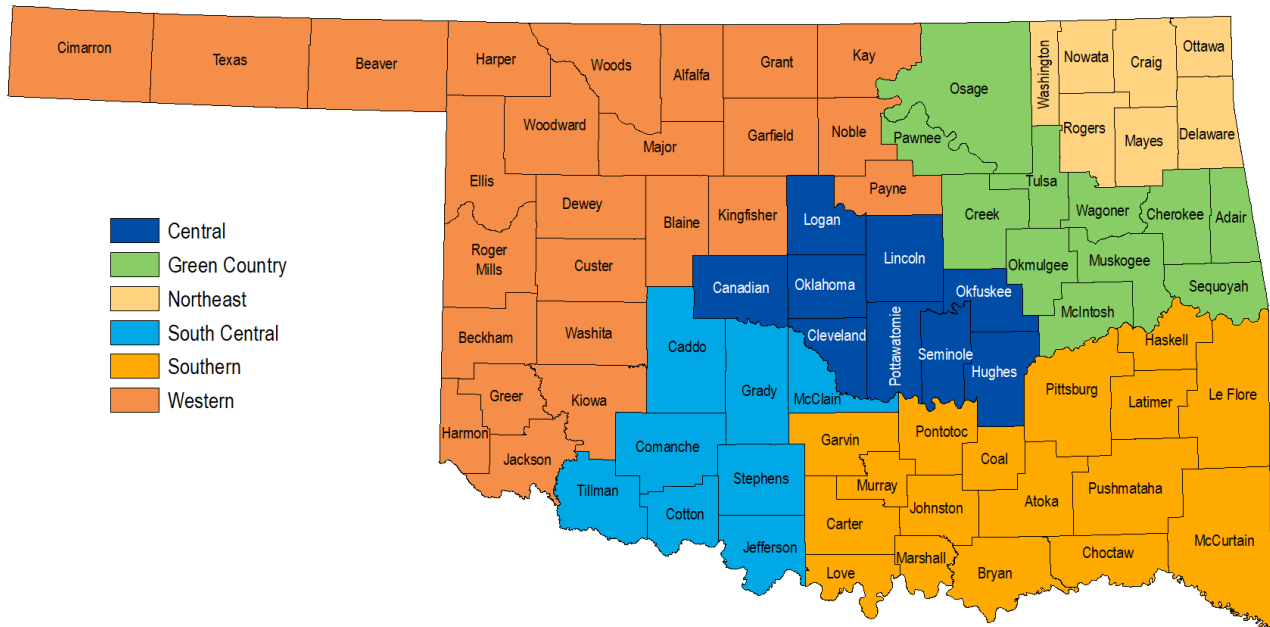 Cimarron
Texas
Beaver
Harper
Woods
Alfalfa
Grant
Kay
Osage
Washington
Nowata
Craig
Ottawa
Woodward
Major
Garfield
Noble
Pawnee
Rogers
Mayes
Delaware
Ellis
Dewey
Blaine
Kingfisher
Logan
Payne
Creek
Tulsa
Wagoner
Cherokee
Adair
Roger
Mills
Custer
Canadian
Oklahoma
Lincoln
Okfuskee
Okmulgee
Muskogee
Sequoyah
McIntosh
Beckham
Washita
Caddo
Grady
Cleveland
McClain
Pottawatomie
Seminole
Hughes
Pittsburg
Haskell
Latimer
Le Flore
Harmon
Greer
Kiowa
Jackson
Comanche
Tillman
Cotton
Stephens
Jefferson
Garvin
Pontotoc
Coal
Murray
Johnston
Atoka
Pushmataha
Carter
Love
Marshall
Bryan
Choctaw
McCurtain
Central
Green Country
Northeast
South Central
Southern
Western